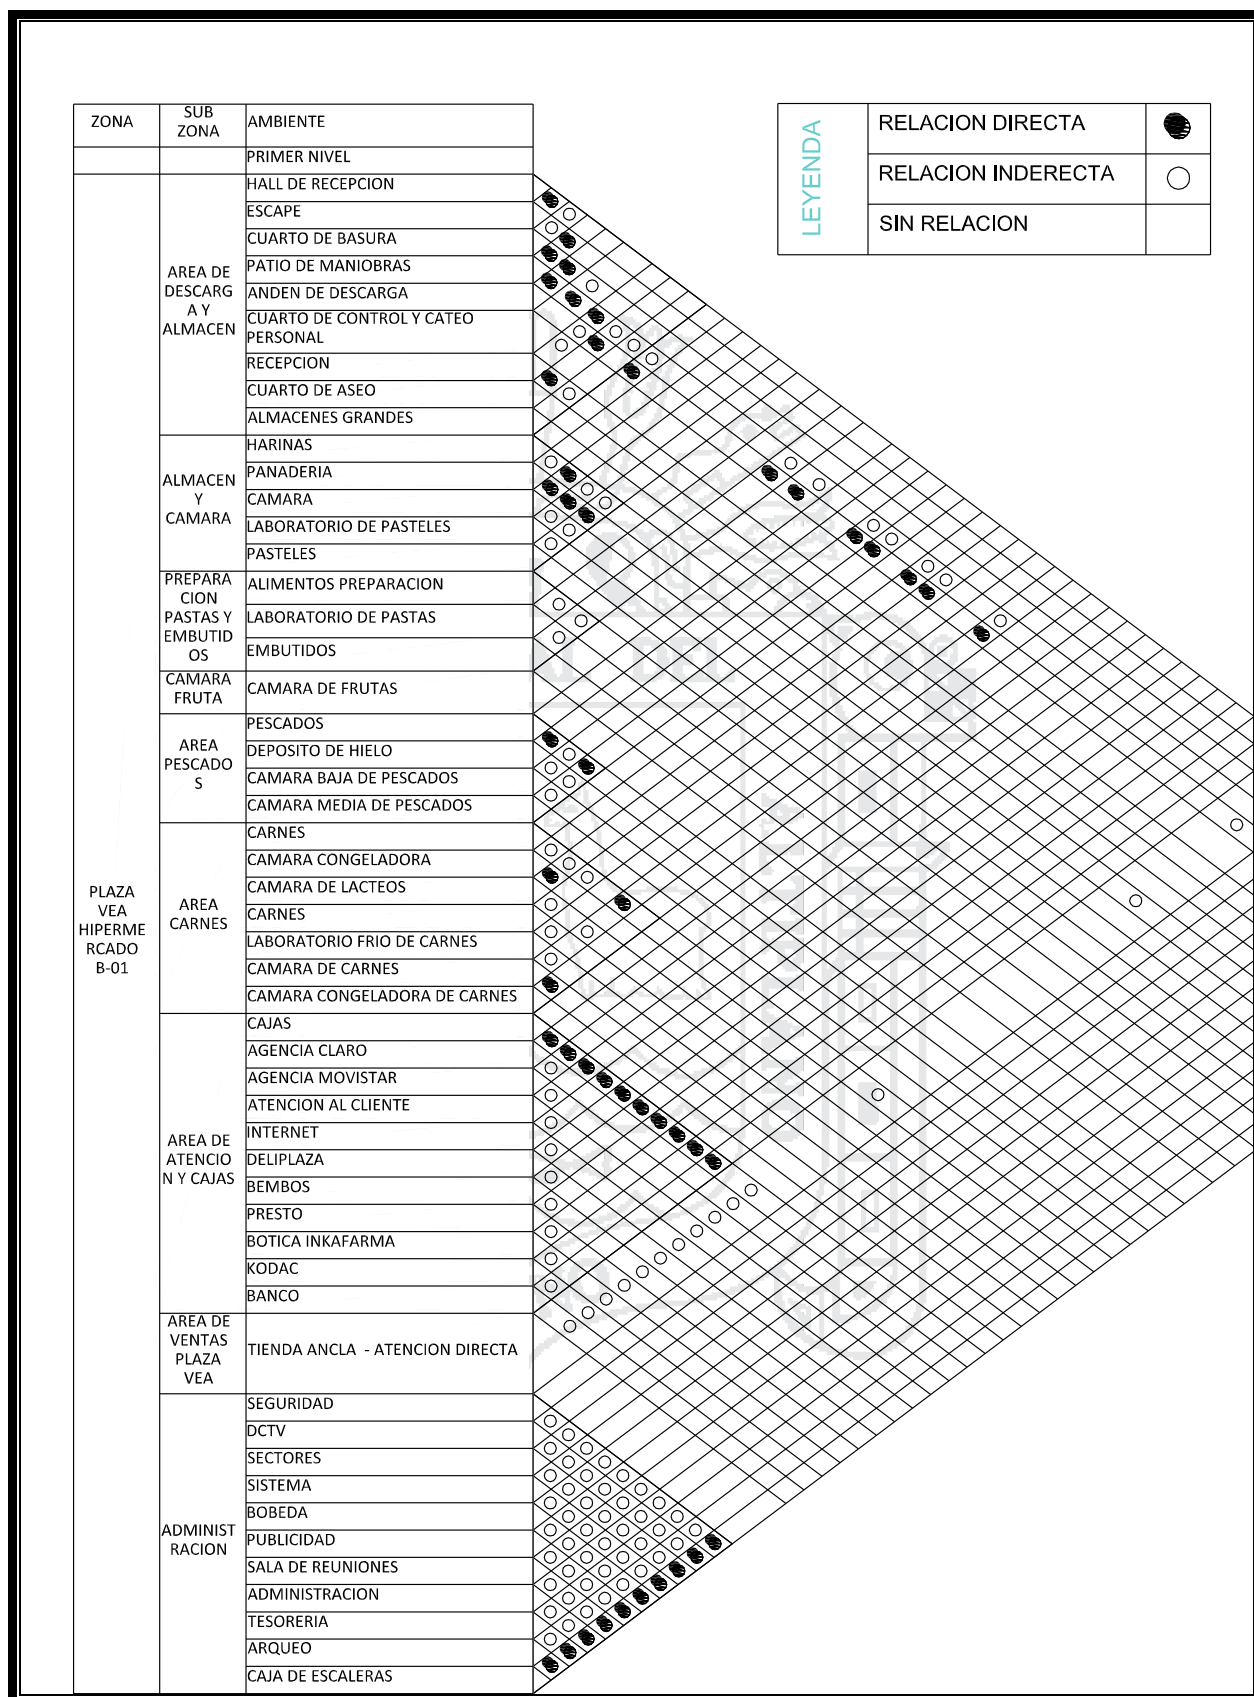 ZONA
SUB
ZONA
AMBIENTE
PRIMER NIVEL
LEYENDA
RELACION DIRECTA
RELACION INDERECTA
SIN RELACION
PLAZA
VEA
HIPERME
RCADO
B-01
AREA DE
DESCARG
A Y
ALMACEN
HALL DE RECEPCION
ESCAPE
CUARTO DE BASURA
PATIO DE MANIOBRAS
ANDEN DE DESCARGA
CUARTO DE CONTROL Y CATEO
PERSONAL
RECEPCION
CUARTO DE ASEO
ALMACENES GRANDES
ALMACEN
Y
CAMARA
HARINAS
PANADERIA
CAMARA
LABORATORIO DE PASTELES
PASTELES
PREPARA
CION
PASTAS Y
EMBUTID
OS
ALIMENTOS PREPARACION
LABORATORIO DE PASTAS
EMBUTIDOS
CAMARA
FRUTA
CAMARA DE FRUTAS
AREA
PESCADO
S
PESCADOS
DEPOSITO DE HIELO
CAMARA BAJA DE PESCADOS
CAMARA MEDIA DE PESCADOS
AREA
CARNES
CARNES
CAMARA CONGELADORA
CAMARA DE LACTEOS
CARNES
LABORATORIO FRIO DE CARNES
CAMARA DE CARNES
CAMARA CONGELADORA DE CARNES
AREA DE
ATENCIO
N Y CAJAS
CAJAS
AGENCIA CLARO
AGENCIA MOVISTAR
ATENCION AL CLIENTE
INTERNET
DELIPLAZA
BEMBOS
PRESTO
BOTICA INKAFARMA
KODAC
BANCO
AREA DE
VENTAS
PLAZA
VEA
TIENDA ANCLA - ATENCION DIRECTA
ADMINIST
RACION
SEGURIDAD
DCTV
SECTORES
SISTEMA
BOBEDA
PUBLICIDAD
SALA DE REUNIONES
ADMINISTRACION
TESORERIA
ARQUEO
CAJA DE ESCALERAS
DEL
ALTIPLANO